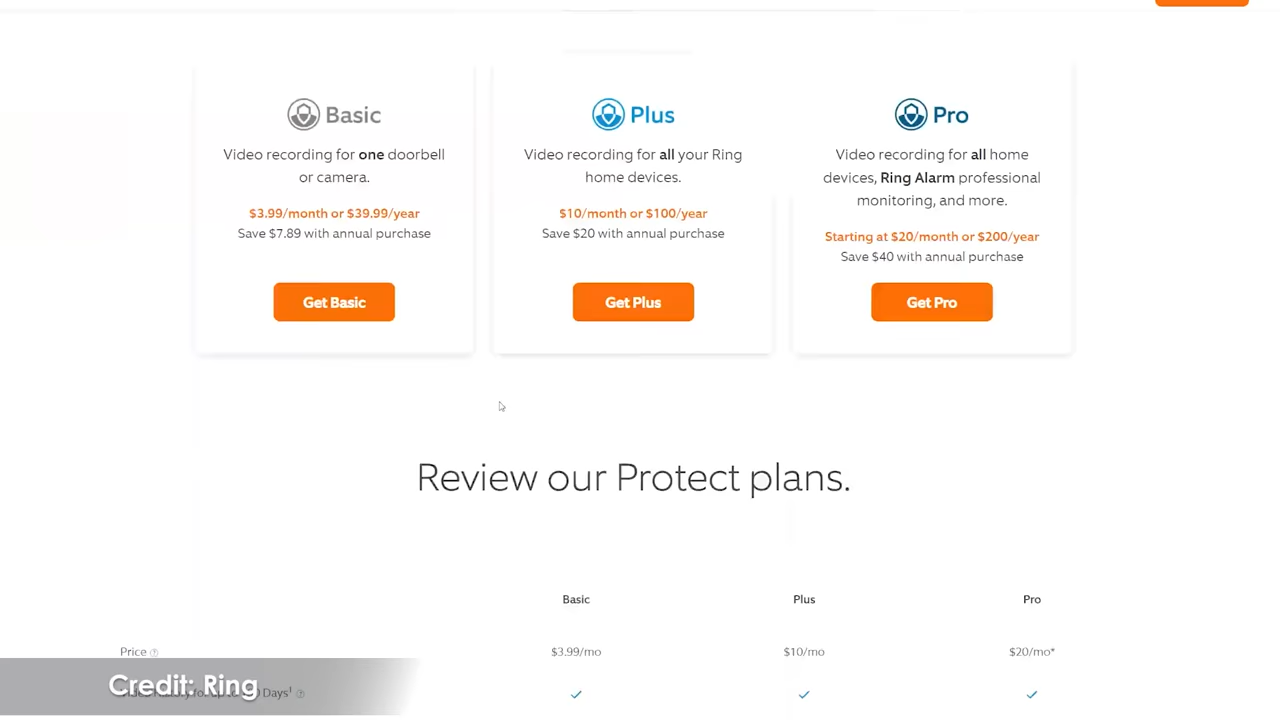 Basic
Video recording for one doorbell
or camera.
$3.99/month or $39.99/year
Save $7.89 with annual purchase
Get Basic
Plus
Video recording for all your Ring
home devices.
$10/month or $100/year
Save $20 with annual purchase
Get Plus
Pro
Video recording for all home
devices, Ring Alarm professional
monitoring, and more.
Starting at $20/month or $200/year
Save $40 with annual purchase
Get Pro
Review our Protect plans.
Basic Plus Pro
Price $3.99/mo $10/mo $20/mo*
Days¹
Credit: Ring